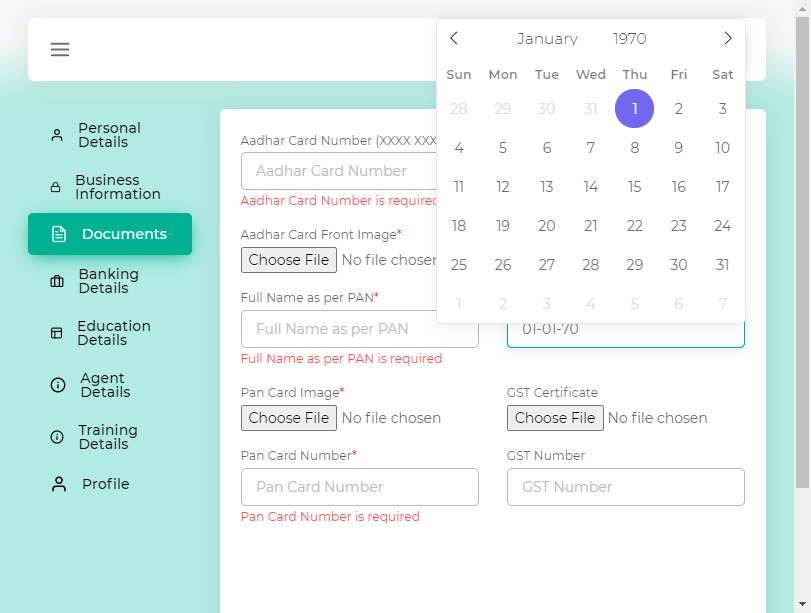 January 1970
Sun Mon Tue Wed Thu Fri Sat
28 29 30 31 1 2 3
4 5 6 7 8 9 10
11 12 13 14 15 16 17
18 19 20 21 22 23 24
25 26 27 28 29 30 31
1 2 3 4 5 6 7
Personal
Details
Business
Information
Documents
Banking
Details
Education
Details
Agent
Details
Training
Details
Profile
Aadhar Card Number (XXXX XXX
Aadhar Card Number
Aadhar Card Number is required
Aadhar Card Front Image*
Choose File No file chosen
Full Name as per PAN*
Full Name as per PAN
01-01-70
Full Name as per PAN is required
Pan Card Image*
Choose File No file chosen
GST Certificate
Choose File No file chosen
Pan Card Number*
Pan Card Number
Pan Card Number is required
GST Number
GST Number